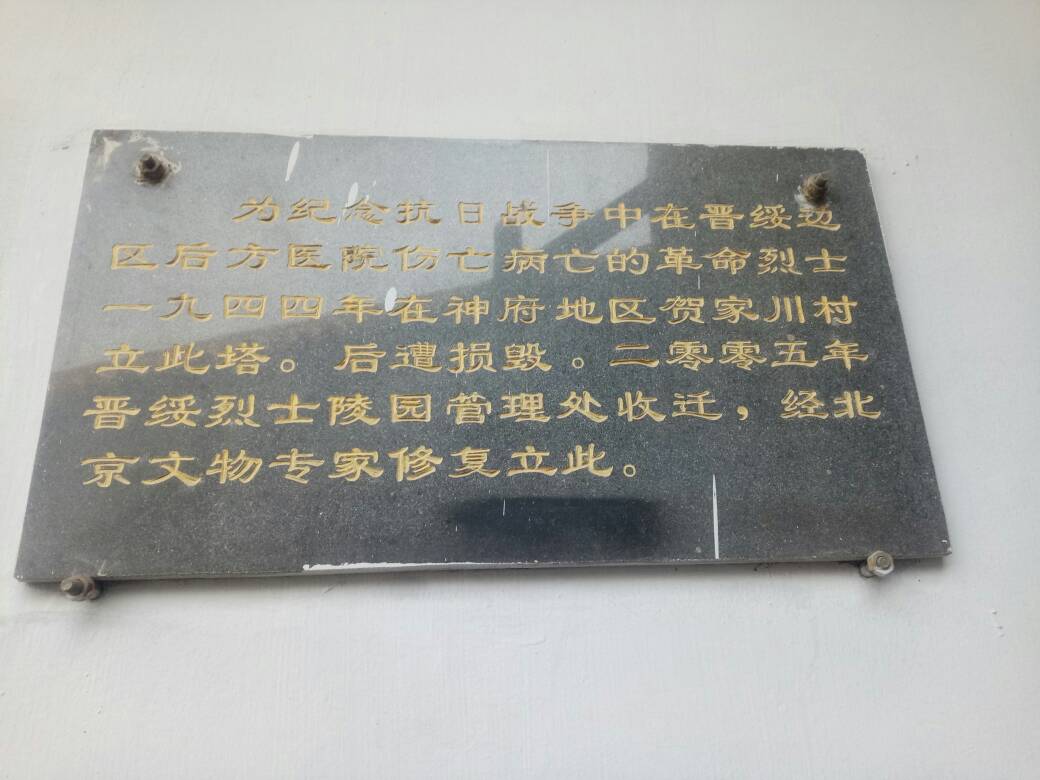 为纪念抗日战争中在晋绥边
区后方医院伤亡病亡的革命烈士
一九四四年在神府地区贺家川村
立此塔。后遭损毁。二零零五年
晋绥烈士陵园管理处收迁，经北
京文物专家修复立此。